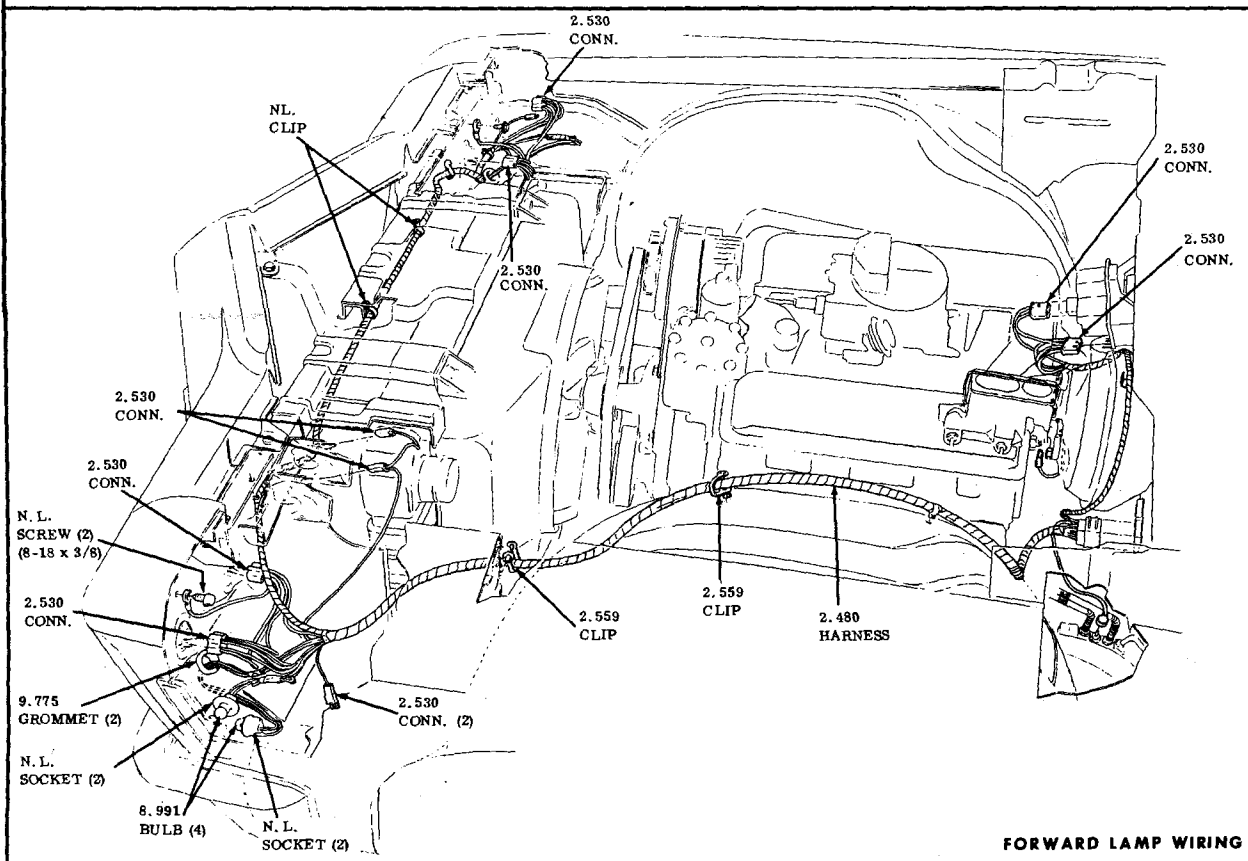 2.530
CONN.
NL.
CLIP
2.530
CONN.
2.530
CONN.
2.530
CONN.
2.530
CONN.
2.530
CONN.
N. L.
SCREW (2)
(8-18 x 3/8)
2.530
CONN.
2.559
CLIP
2.559
CLIP
2.480
HARNESS
9.775
GROMMET (2)
2.530
CONN. (2)
N. L.
SOCKET (2)
8.991
BULB (4)
N. L.
SOCKET (2)
FORWARD LAMP WIRING